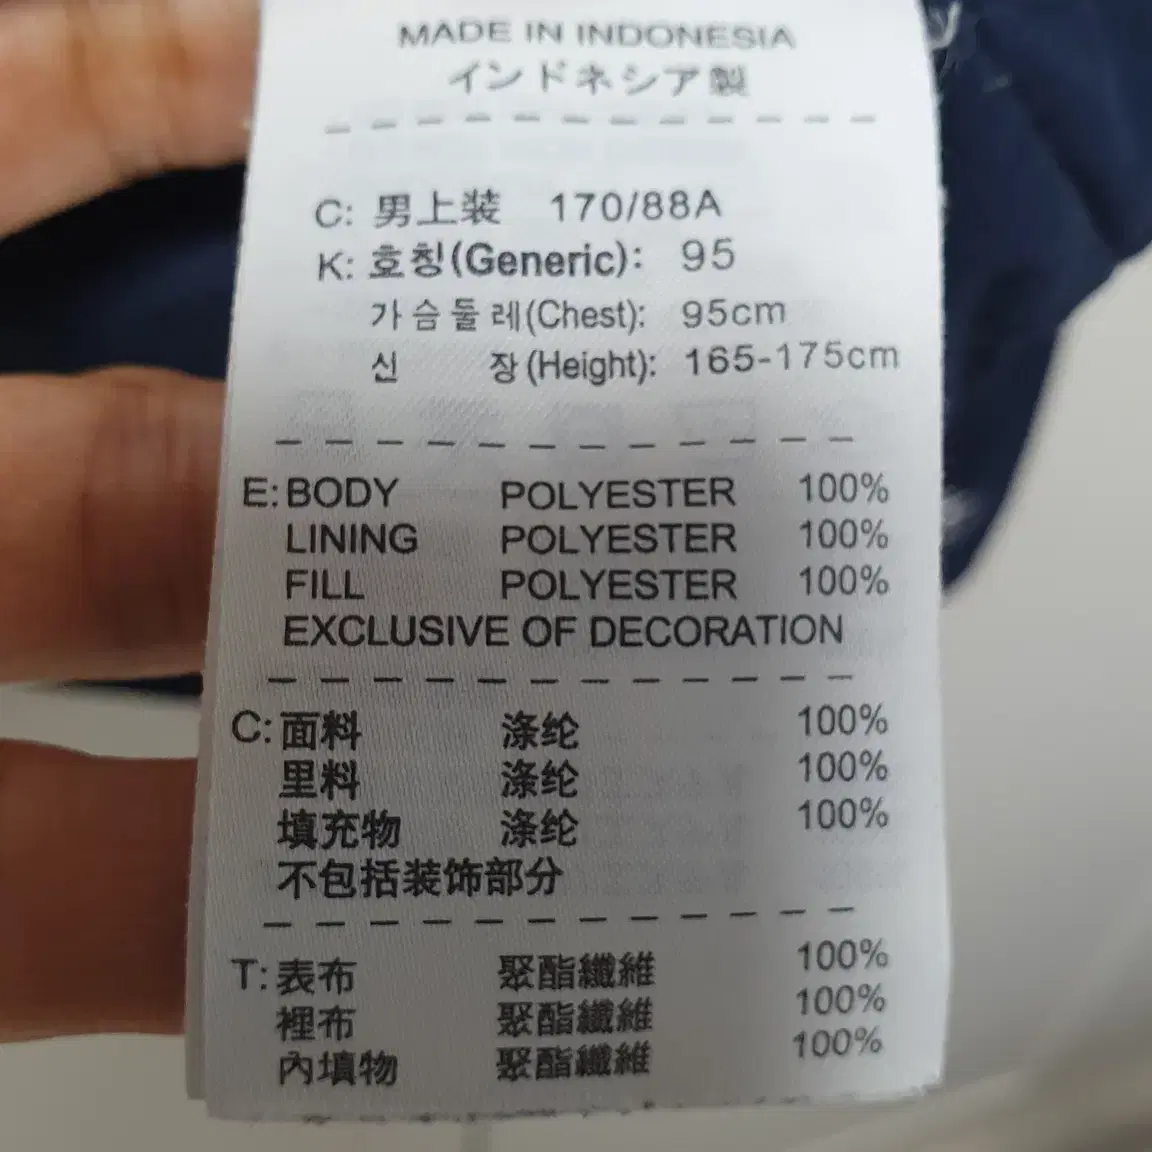 MADE IN INDONESIA
インドネシア製
C: 男上装 170/88A
K: 호칭(Generic): 95
가슴둘레(Chest): 95cm
신 장(Height): 165-175cm
E: BODY POLYESTER 100%
LINING POLYESTER 100%
FILL POLYESTER 100%
EXCLUSIVE OF DECORATION
C: 面料 涤纶 100%
里料 涤纶 100%
填充物 涤纶 100%
不包括装饰部分
T: 表布 聚酯纖維 100%
裡布 聚酯纖維 100%
內填物 聚酯纖維 100%